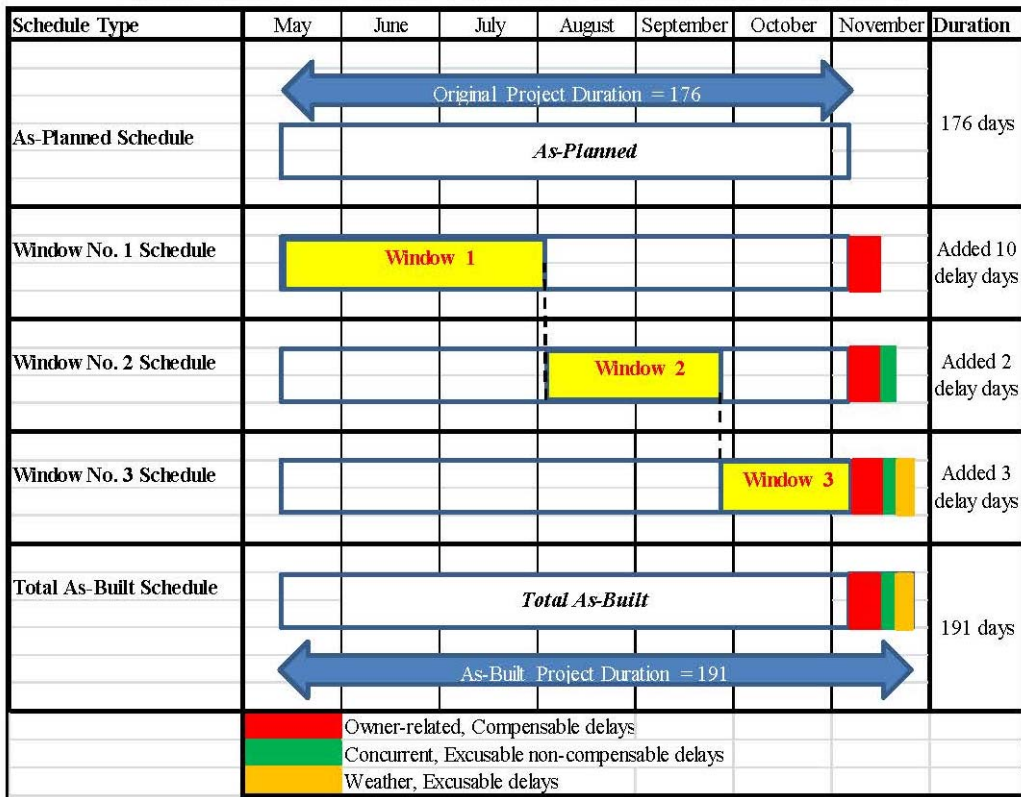 Schedule Type May June July August September October November Duration
Original Project Duration = 176
As-Planned Schedule
As-Planned
176 days
Window No. 1 Schedule
Window 1
Added 10
delay days
Window No. 2 Schedule
Window 2
Added 2
delay days
Window No. 3 Schedule
Window 3
Added 3
delay days
Total As-Built Schedule
Total As-Built
191 days
As-Built Project Duration = 191
Owner-related, Compensable delays
Concurrent, Excusable non-compensable delays
Weather, Excusable delays